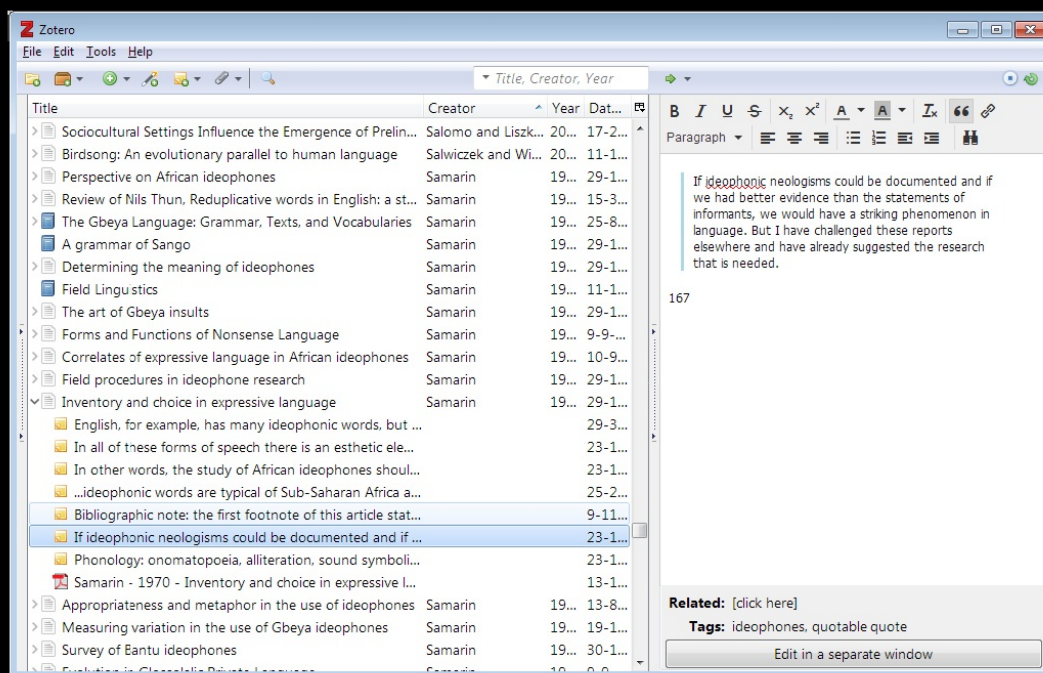 Zotero
File Edit Tools Help
Title, Creator, Year
Title Creator Year Dat...
Sociocultural Settings Influence the Emergence of Prelin... Salomo and Liszk... 20... 17-2...
Birdsong: An evolutionary parallel to human language Salwiczek and Wi... 20... 11-1...
Perspective on African ideophones Samarin 19... 29-1...
Review of Nils Thun, Reduplicative words in English: a st... Samarin 19... 15-3...
The Gbeya Language: Grammar, Texts, and Vocabularies Samarin 19... 25-8...
A grammar of Sango Samarin 19... 29-1...
Determining the meaning of ideophones Samarin 19... 29-1...
Field Linguistics Samarin 19... 11-1...
The art of Gbeya insults Samarin 19... 29-1...
Forms and Functions of Nonsense Language Samarin 19... 9-9-...
Correlates of expressive language in African ideophones Samarin 19... 10-9...
Field procedures in ideophone research Samarin 19... 29-1...
Inventory and choice in expressive language Samarin 19... 29-1...
English, for example, has many ideophonic words, but ... 29-3...
In all of these forms of speech there is an esthetic ele... 23-1...
In other words, the study of African ideophones shoul... 23-1...
...ideophonic words are typical of Sub-Saharan Africa a... 25-2...
Bibliographic note: the first footnote of this article stat... 9-11...
If ideophonic neologisms could be documented and if ... 23-1...
Phonology: onomatopoeia, alliteration, sound symboli... 23-1...
Samarin - 1970 - Inventory and choice in expressive l... 13-1...
Appropriateness and metaphor in the use of ideophones Samarin 19... 13-8...
Measuring variation in the use of Gbeya ideophones Samarin 19... 19-1...
Survey of Bantu ideophones Samarin 19... 30-1...
B I U S X₂ X² A A Tx
Paragraph
If ideophonic neologisms could be documented and if
we had better evidence than the statements of
informants, we would have a striking phenomenon in
language. But I have challenged these reports
elsewhere and have already suggested the research
that is needed.
167
Related: [click here]
Tags: ideophones, quotable quote
Edit in a separate window